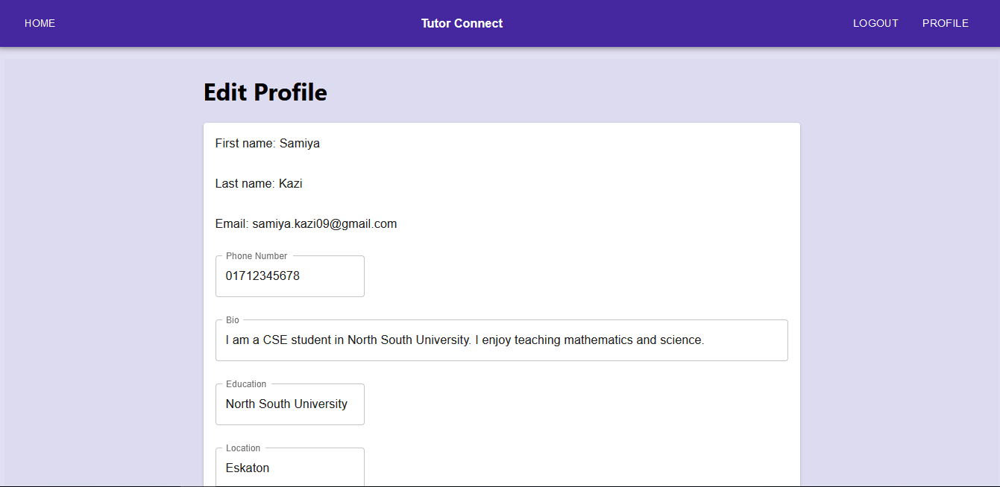 HOME
Tutor Connect
LOGOUT
PROFILE
Edit Profile
First name: Samiya
Last name: Kazi
Email: samiya.kazi09@gmail.com
Phone Number
01712345678
Bio
I am a CSE student in North South University. I enjoy teaching mathematics and science.
Education
North South University
Location
Eskaton